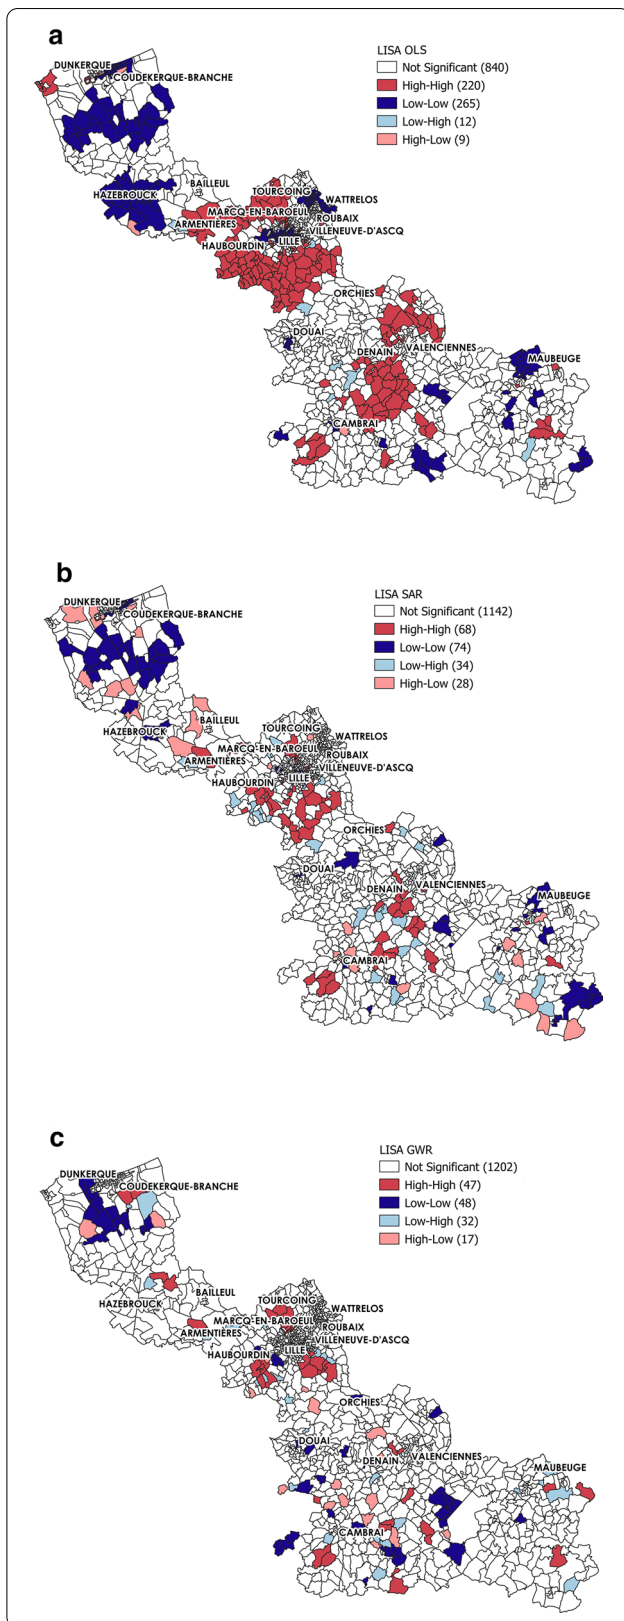 a
LISA OLS
Not Significant (840)
High-High (220)
Low-Low (265)
Low-High (12)
High-Low (9)
DUNKERQUE
COUDEKERQUE-BRANCHE
BAILLEUL
HAZEBROUCK
TOURCOING
WATTRELOS
MARCQ-EN-BAROEUL
ROUBAIX
ARMENTIÈRES
VILLENEUVE-D'ASCQ
HAUBOURDIN
LILLE
ORCHIES
DOUAI
DENAIN
VALENCIENNES
MAUBEUGE
CAMBRAI
b
LISA SAR
Not Significant (1142)
High-High (68)
Low-Low (74)
Low-High (34)
High-Low (28)
DUNKERQUE
COUDEKERQUE-BRANCHE
BAILLEUL
HAZEBROUCK
TOURCOING
WATTRELOS
MARCQ-EN-BAROEUL
ROUBAIX
ARMENTIÈRES
VILLENEUVE-D'ASCQ
HAUBOURDIN
LILLE
ORCHIES
DOUAI
DENAIN
VALENCIENNES
MAUBEUGE
CAMBRAI
c
LISA GWR
Not Significant (1202)
High-High (47)
Low-Low (48)
Low-High (32)
High-Low (17)
DUNKERQUE
COUDEKERQUE-BRANCHE
BAILLEUL
HAZEBROUCK
TOURCOING
WATTRELOS
MARCQ-EN-BAROEUL
ROUBAIX
ARMENTIÈRES
VILLENEUVE-D'ASCQ
HAUBOURDIN
LILLE
ORCHIES
DOUAI
DENAIN
VALENCIENNES
MAUBEUGE
CAMBRAI